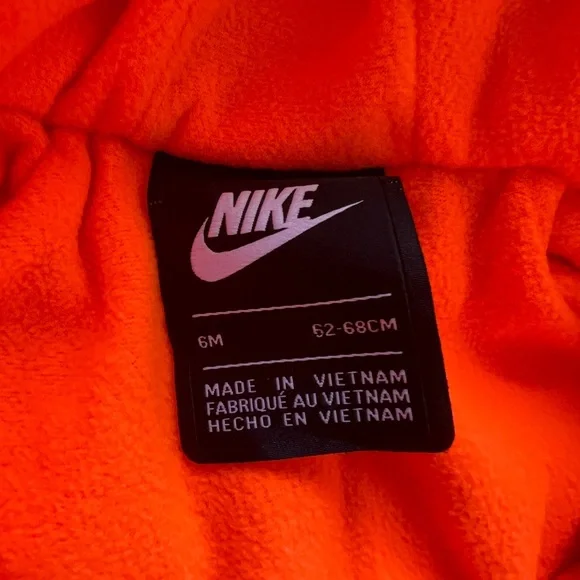 NIKE
6M 62-68CM
MADE IN VIETNAM
FABRIQUÉ AU VIETNAM
HECHO EN VIETNAM